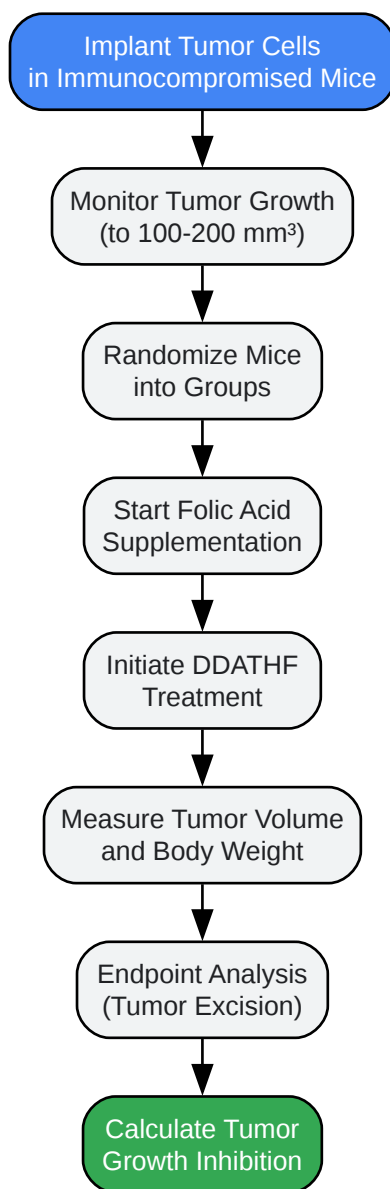 Implant Tumor Cells
in Immunocompromised Mice
Monitor Tumor Growth
(to 100-200 mm³)
Randomize Mice
into Groups
Start Folic Acid
Supplementation
Initiate DDATHF
Treatment
Measure Tumor Volume
and Body Weight
Endpoint Analysis
(Tumor Excision)
Calculate Tumor
Growth Inhibition